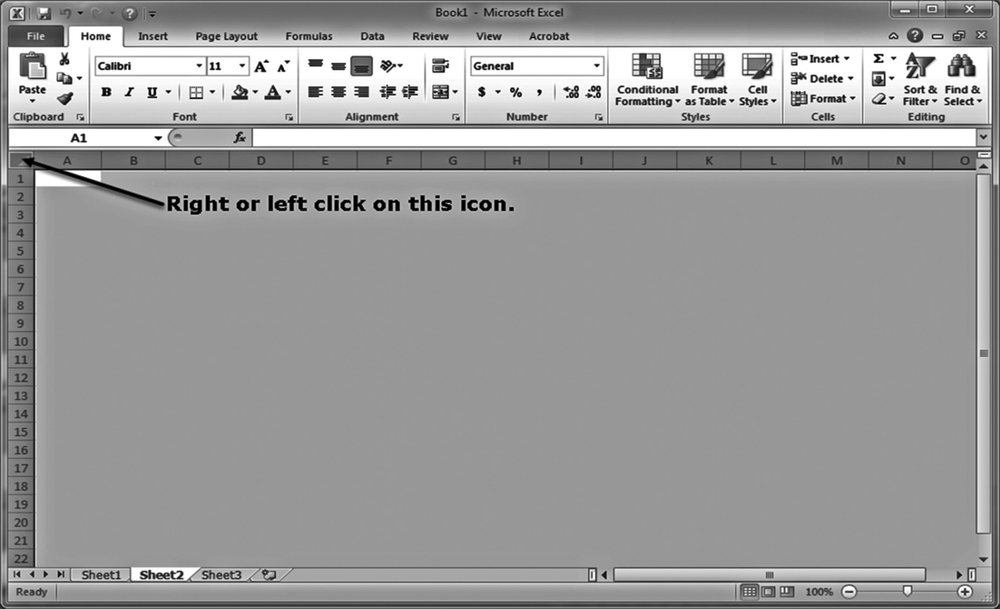 Book1 - Microsoft Excel
File Home Insert Page Layout Formulas Data Review View Acrobat
Calibri 11 General
Insert
Delete
Format
Paste
B I U $ % ,
Conditional Formatting
Format as Table
Cell Styles
Sort & Filter
Find & Select
Clipboard Font Alignment Number Styles Cells Editing
A1 fx
A B C D E F G H I J K L M N O
1
2
Right or left click on this icon.
3
4
5
6
7
8
9
10
11
12
13
14
15
16
17
18
19
20
21
22
Sheet1 Sheet2 Sheet3
Ready 100%